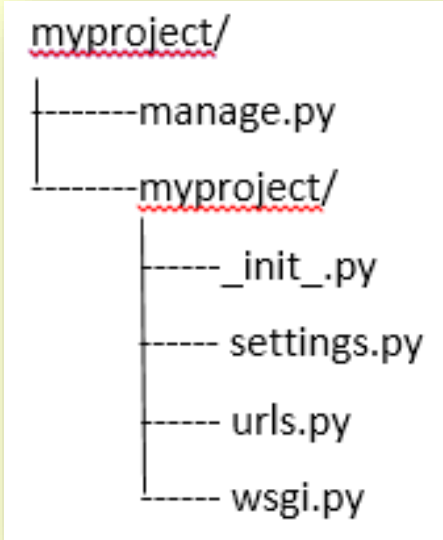 myproject/
manage.py
myproject/
_init_.py
settings.py
urls.py
wsgi.py